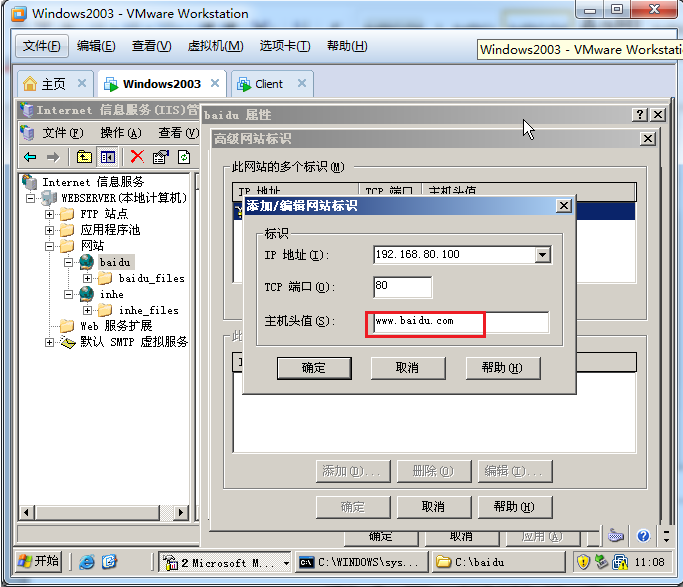 Windows2003 - VMware Workstation
文件(F) 编辑(E) 查看(V) 虚拟机(M) 选项卡(T) 帮助(H)
Windows2003 - VMware Workstati
主页 Windows2003 Client
Internet 信息服务(IIS)管
baidu 属性
文件(F) 操作(A) 查看(V)
高级网站标识
此网站的多个标识(M)
IP 地址 TCP 端口 主机头值
Internet 信息服务
WEBSERVER(本地计算机)
FTP 站点
应用程序池
网站
baidu
baidu_files
inhe
inhe_files
Web 服务扩展
默认 SMTP 虚拟服务
添加/编辑网站标识
标识
IP 地址(I): 192.168.80.100
TCP 端口(O): 80
主机头值(S): www.baidu.com
确定 取消 帮助(H)
添加(D)... 删除(O) 编辑(I)...
确定 取消 帮助(H)
确定 取消 应用(A)
开始 2 Microsoft M... C:\WINDOWS\sys... C:\baidu 11:08